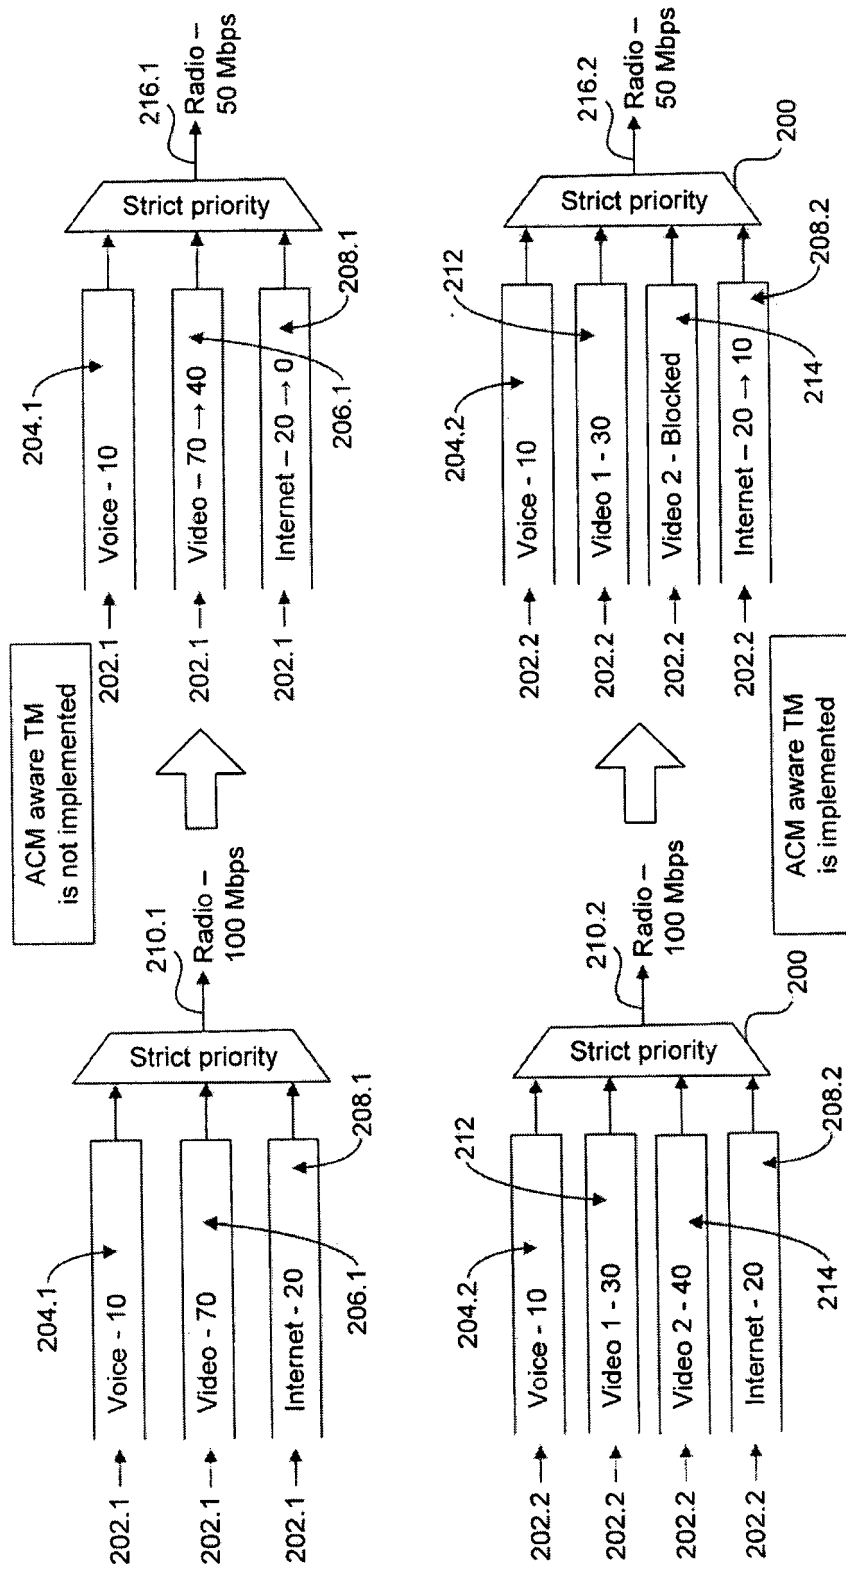 ACM aware TM
is not implemented
202.1
202.1
202.1
Voice - 10
Video - 70
Internet - 20
204.1
206.1
208.1
Strict priority
210.1
Radio –
100 Mbps
202.1
202.1
202.1
Voice - 10
Video – 70 → 40
Internet – 20 → 0
204.1
206.1
208.1
Strict priority
216.1
Radio –
50 Mbps
202.2
202.2
202.2
202.2
Voice - 10
Video 1 - 30
Video 2 - 40
Internet - 20
204.2
212
214
208.2
Strict priority
200
210.2
Radio –
100 Mbps
202.2
202.2
202.2
202.2
Voice - 10
Video 1 - 30
Video 2 - Blocked
Internet – 20 → 10
204.2
212
214
208.2
Strict priority
200
216.2
Radio –
50 Mbps
ACM aware TM
is implemented